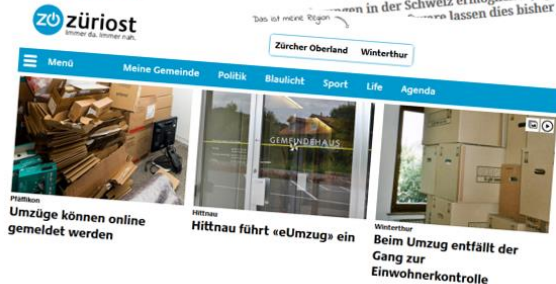 ungen in der Schweiz ermög
lassen dies bisher
ZO züriost
Immer da. Immer nah.
Das ist meine Region
Zürcher Oberland Winterthur
Menü Meine Gemeinde Politik Blaulicht Sport Life Agenda
GEMEINDEHAUS
Pfäffikon
Umzüge können online
gemeldet werden
Hittnau
Hittnau führt «eUmzug» ein
Winterthur
Beim Umzug entfällt der
Gang zur
Einwohnerkontrolle